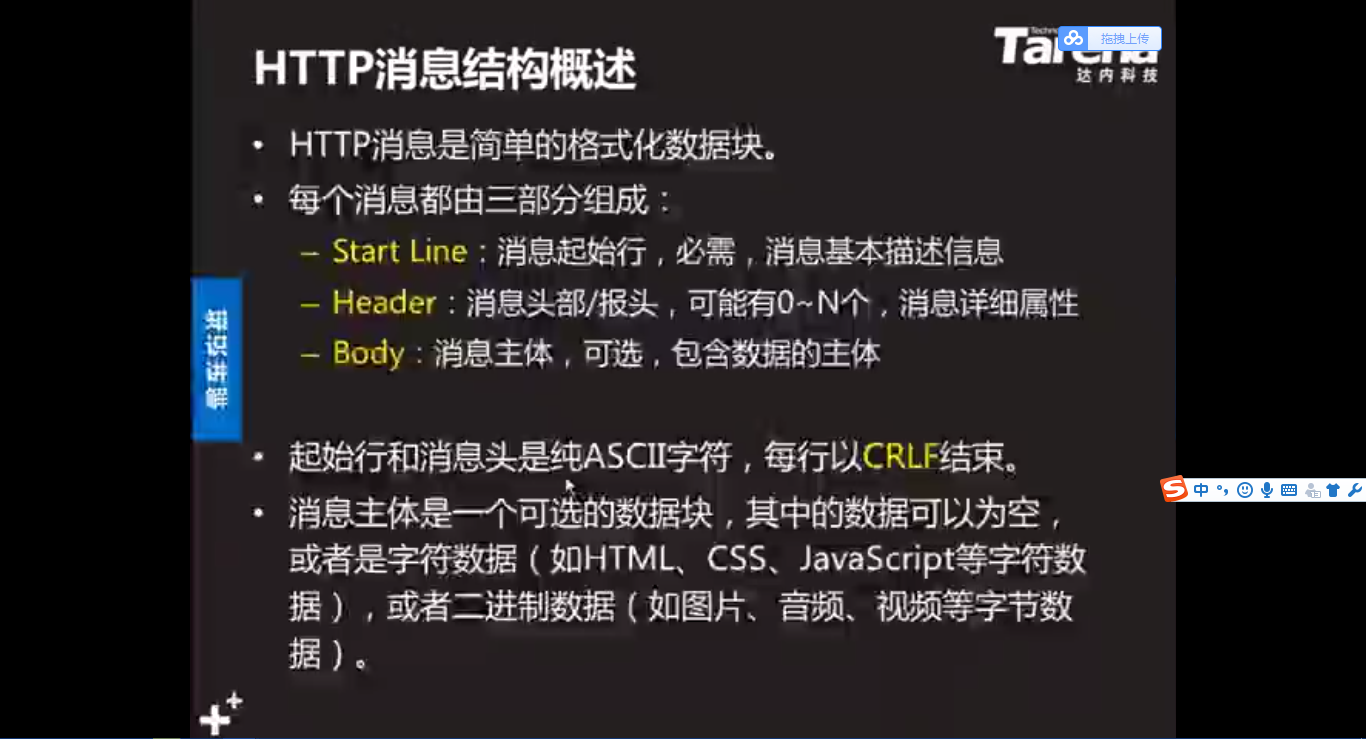 HTTP消息结构概述
拖拽上传
达内科技
• HTTP消息是简单的格式化数据块。
• 每个消息都由三部分组成：
– Start Line：消息起始行，必需，消息基本描述信息
– Header：消息头部/报头，可能有0~N个，消息详细属性
– Body：消息主体，可选，包含数据的主体
知识讲解
• 起始行和消息头是纯ASCII字符，每行以CRLF结束。
中
• 消息主体是一个可选的数据块，其中的数据可以为空，
或者是字符数据（如HTML、CSS、JavaScript等字符数
据），或者二进制数据（如图片、音频、视频等字节数
据）。